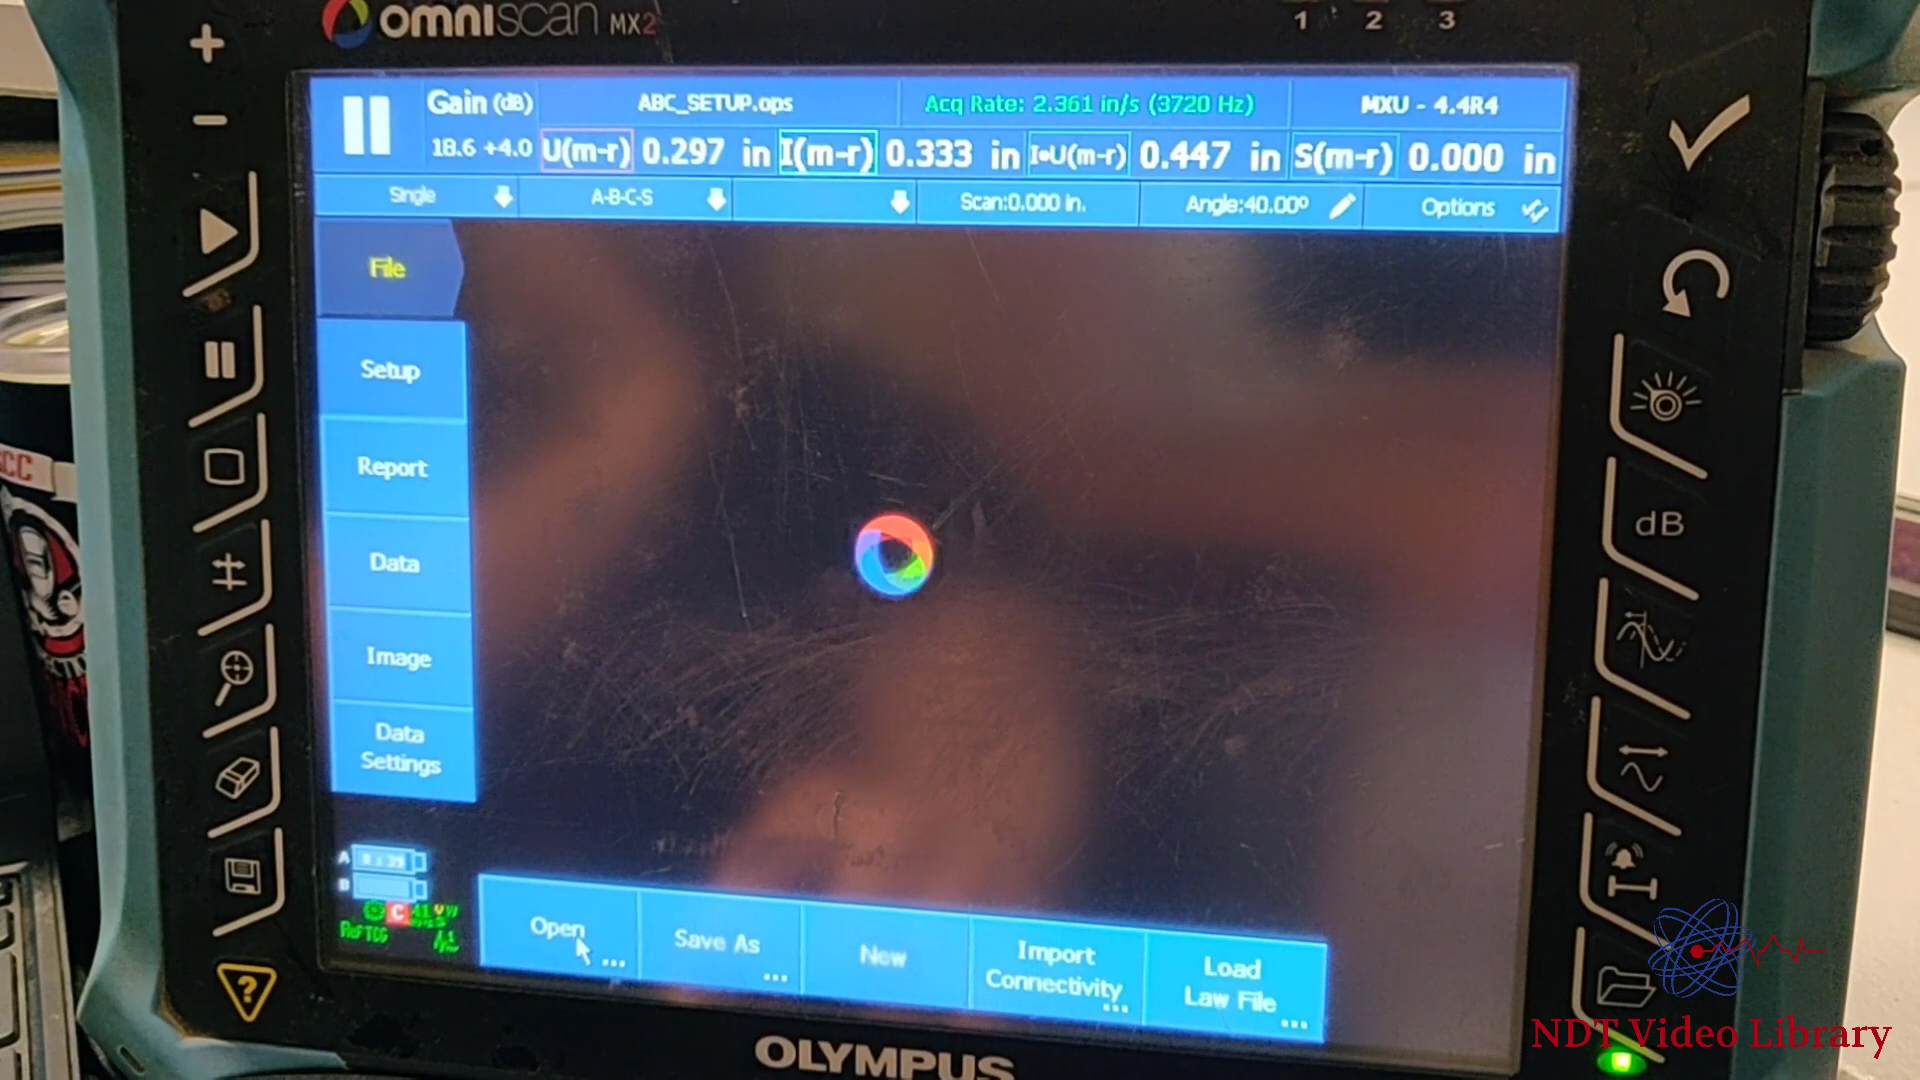 omniscan MX2
1 2 3
Gain (dB)
ABC_SETUP.ops
Acq Rate: 2.361 in/s (3720 Hz)
MXU - 4.4R4
18.6 +4.0
U(m-r) 0.297 in
I(m-r) 0.333 in
I•U(m-r) 0.447 in
S(m-r) 0.000 in
Single
A-B-C-S
Scan:0.000 in.
Angle:40.00º
Options
File
Setup
Report
Data
Image
Data
Settings
dB
A
B
C
Open
...
Save As
...
New
Import
Connectivity
...
Load
Law File
...
OLYMPUS
NDT Video Library